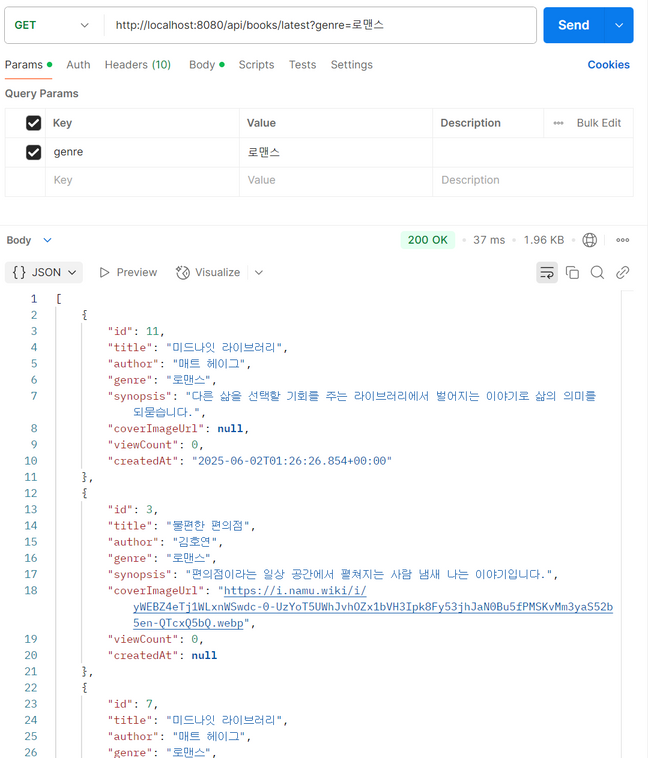 GET http://localhost:8080/api/books/latest?genre=로맨스 Send
Params Auth Headers (10) Body Scripts Tests Settings Cookies
Query Params
Key Value Description Bulk Edit
genre 로맨스
Key Value Description
Body 200 OK 37 ms 1.96 KB
{} JSON Preview Visualize
1 [
2 {
3 "id": 11,
4 "title": "미드나잇 라이브러리",
5 "author": "매트 헤이그",
6 "genre": "로맨스",
7 "synopsis": "다른 삶을 선택할 기회를 주는 라이브러리에서 벌어지는 이야기로 삶의 의미를
되묻습니다.",
8 "coverImageUrl": null,
9 "viewCount": 0,
10 "createdAt": "2025-06-02T01:26:26.854+00:00"
11 },
12 {
13 "id": 3,
14 "title": "불편한 편의점",
15 "author": "김호연",
16 "genre": "로맨스",
17 "synopsis": "편의점이라는 일상 공간에서 펼쳐지는 사람 냄새 나는 이야기입니다.",
18 "coverImageUrl": "https://i.namu.wiki/i/
yWEBZ4eTj1WLxnWSwdc-0-UzYoT5UWhJvhOZx1bVH3Ipk8Fy53jhJaN0Bu5fPMSKvMm3yaS52b
5en-QTcxQ5bQ.webp",
19 "viewCount": 0,
20 "createdAt": null
21 },
22 {
23 "id": 7,
24 "title": "미드나잇 라이브러리",
25 "author": "매트 헤이그",
26 "genre": "로맨스",